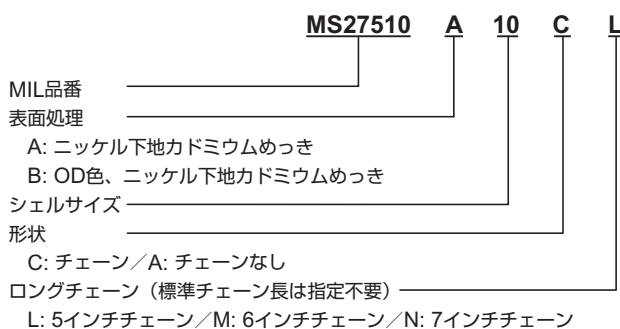 MS27510 A 10 C L
MIL品番
表面処理
A: ニッケル下地カドミウムめっき
B: OD色、ニッケル下地カドミウムめっき
シェルサイズ
形状
C: チェーン／A: チェーンなし
ロングチェーン（標準チェーン長は指定不要）
L: 5インチチェーン／M: 6インチチェーン／N: 7インチチェーン